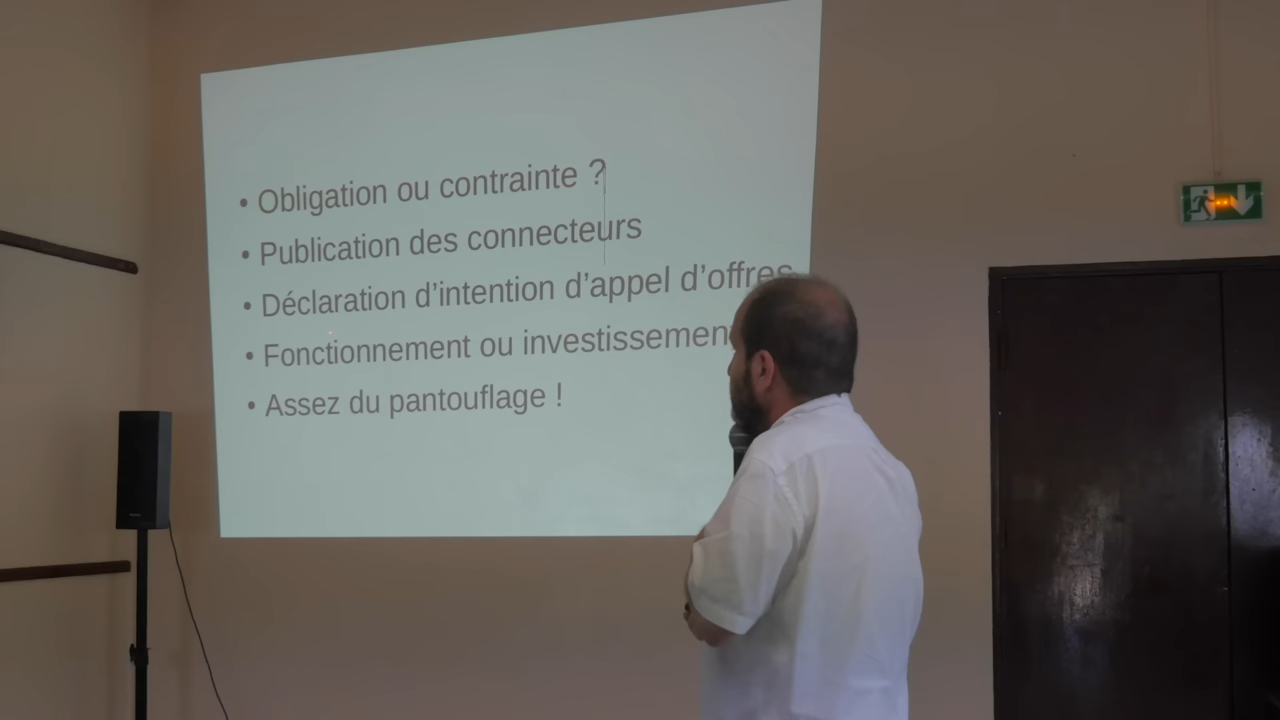 • Obligation ou contrainte ?
• Publication des connecteurs
• Déclaration d’intention d’appel d’offres
• Fonctionnement ou investissement
• Assez du pantouflage !